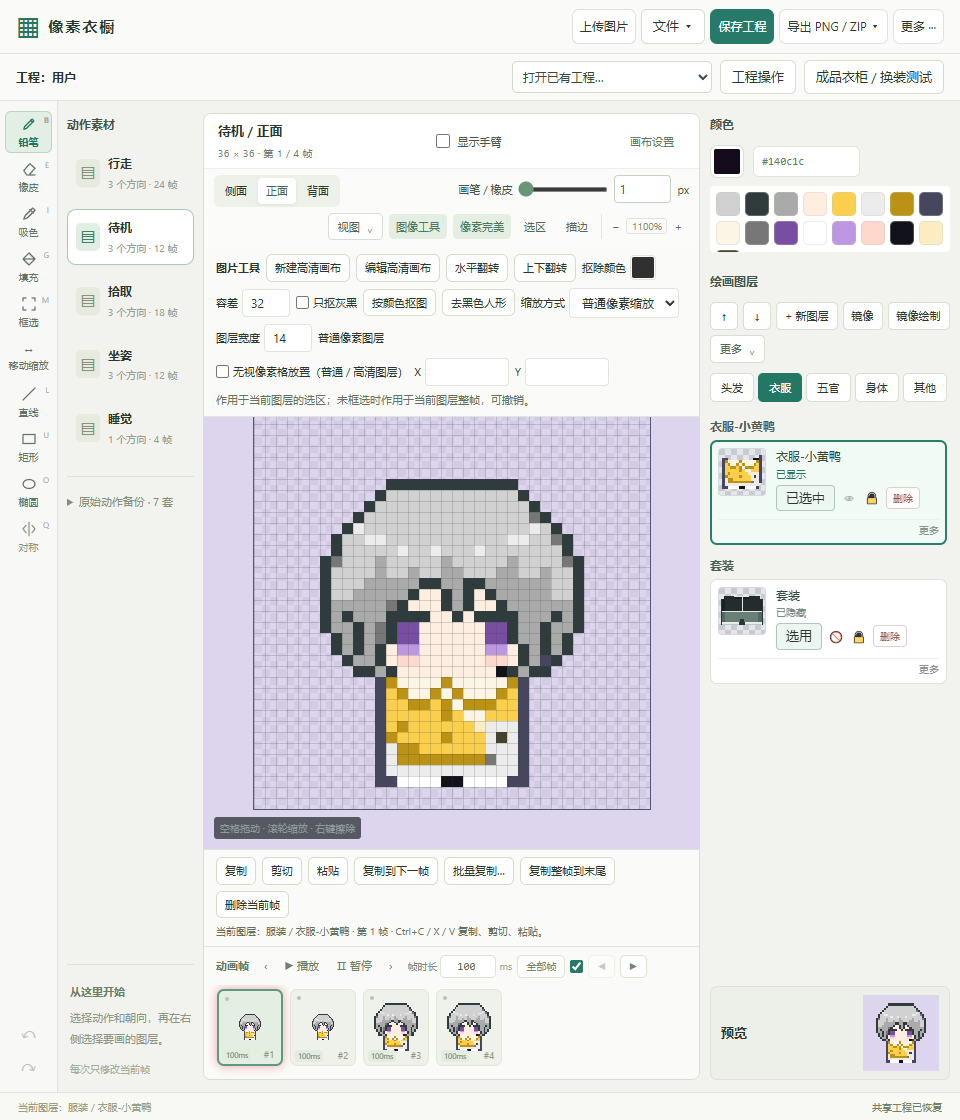 像素衣橱
上传图片 文件 保存工程 导出 PNG / ZIP 更多 ···
工程：用户
打开已有工程... 工程操作 成品衣柜 / 换装测试
铅笔 B
橡皮 E
吸色 I
填充 G
框选 M
移动缩放
直线 L
矩形 U
椭圆 O
对称 Q
动作素材
行走
3 个方向 · 24 帧
待机
3 个方向 · 12 帧
拾取
3 个方向 · 18 帧
坐姿
3 个方向 · 12 帧
睡觉
1 个方向 · 4 帧
原始动作备份 · 7 套
从这里开始
选择动作和朝向，再在右
侧选择要画的图层。
每次只修改当前帧
待机 / 正面
36 × 36 · 第 1 / 4 帧
显示手臂
画布设置
侧面 正面 背面
画笔 / 橡皮 1 px
视图 图像工具 像素完美 选区 描边 − 1100% +
图片工具 新建高清画布 编辑高清画布 水平翻转 上下翻转 抠除颜色
容差 32 只抠灰黑 按颜色抠图 去黑色人形 缩放方式 普通像素缩放
图层宽度 14 普通像素图层
无视像素格放置（普通 / 高清图层） X Y
作用于当前图层的选区；未框选时作用于当前图层整帧，可撤销。
空格拖动 · 滚轮缩放 · 右键擦除
复制 剪切 粘贴 复制到下一帧 批量复制... 复制整帧到末尾
删除当前帧
当前图层：服装 / 衣服-小黄鸭 · 第 1 帧 · Ctrl+C / X / V 复制、剪切、粘贴。
动画帧 ‹ 播放 暂停 › 帧时长 100 ms 全部帧
100ms #1
100ms #2
100ms #3
100ms #4
颜色
#140c1c
绘画图层
↑ ↓ + 新图层 镜像 镜像绘制
更多
头发 衣服 五官 身体 其他
衣服-小黄鸭
衣服-小黄鸭
已显示
已选中 删除
更多
套装
套装
已隐藏
选用 删除
更多
预览
当前图层：服装 / 衣服-小黄鸭
共享工程已恢复